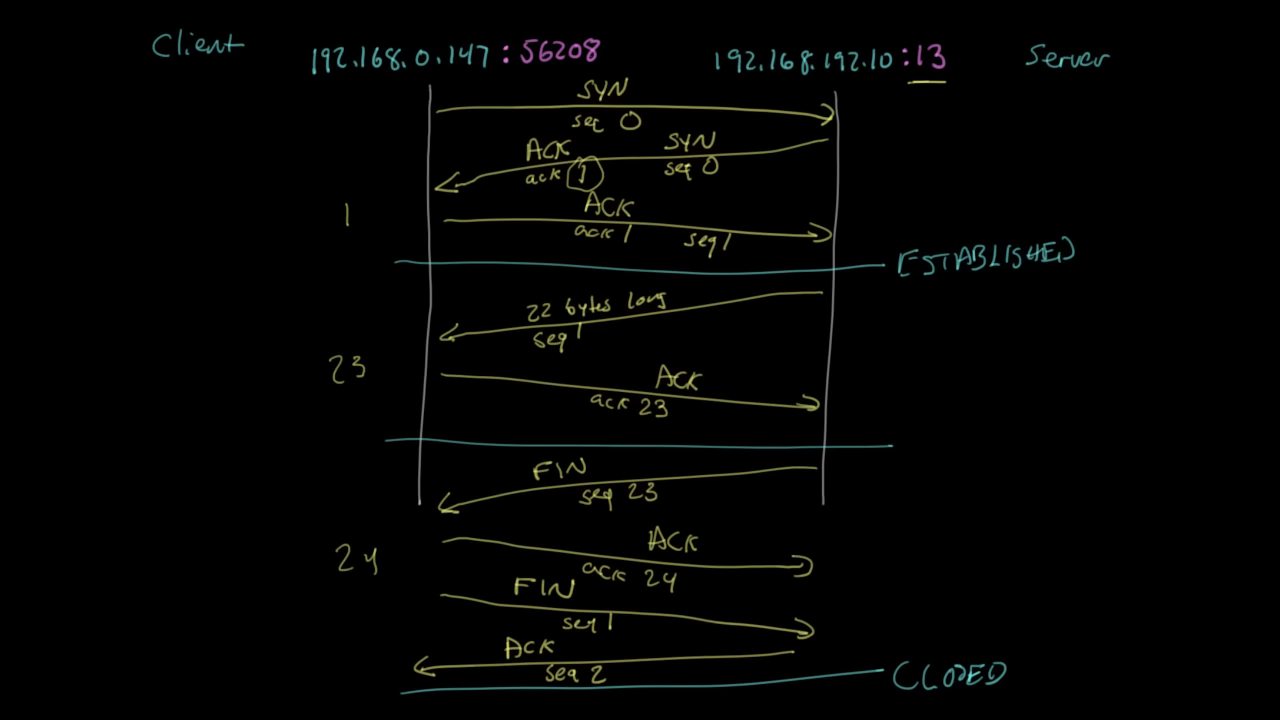 Client 192.168.0.147:56208 192.168.192.10:13 Server
SYN
seq 0
ACK SYN
ack 1 seq 0
1
ACK
ack 1 seq 1
ESTABLISHED
22 bytes long
seq 1
23
ACK
ack 23
FIN
seq 23
24
ACK
ack 24
FIN
seq 1
ACK
seq 2
CLOSED